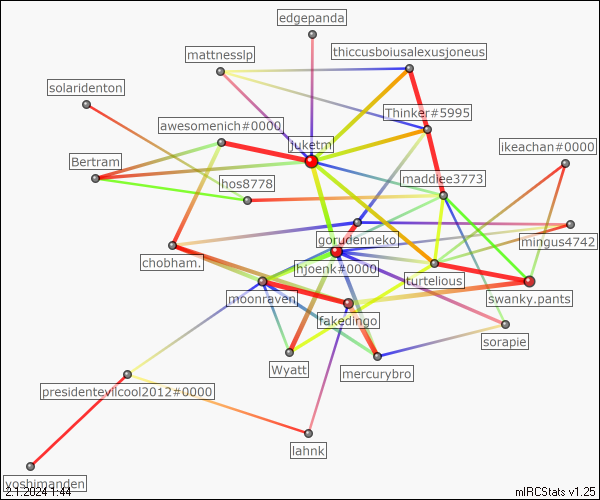 edgepanda
mattnesslp
thiccusboiusalexusjoneus
solaridenton
awesomenich#0000
Thinker#5995
juketm
ikeachan#0000
Bertram
hos8778
maddiee3773
gorudenneko
mingus4742
chobham.
hjoenk#0000
moonraven
turtelious
swanky.pants
fakedingo
sorapie
Wyatt
mercurybro
presidentevilcool2012#0000
lahnk
yoshimanden
2.1.2024 1:44
mIRCStats v1.25